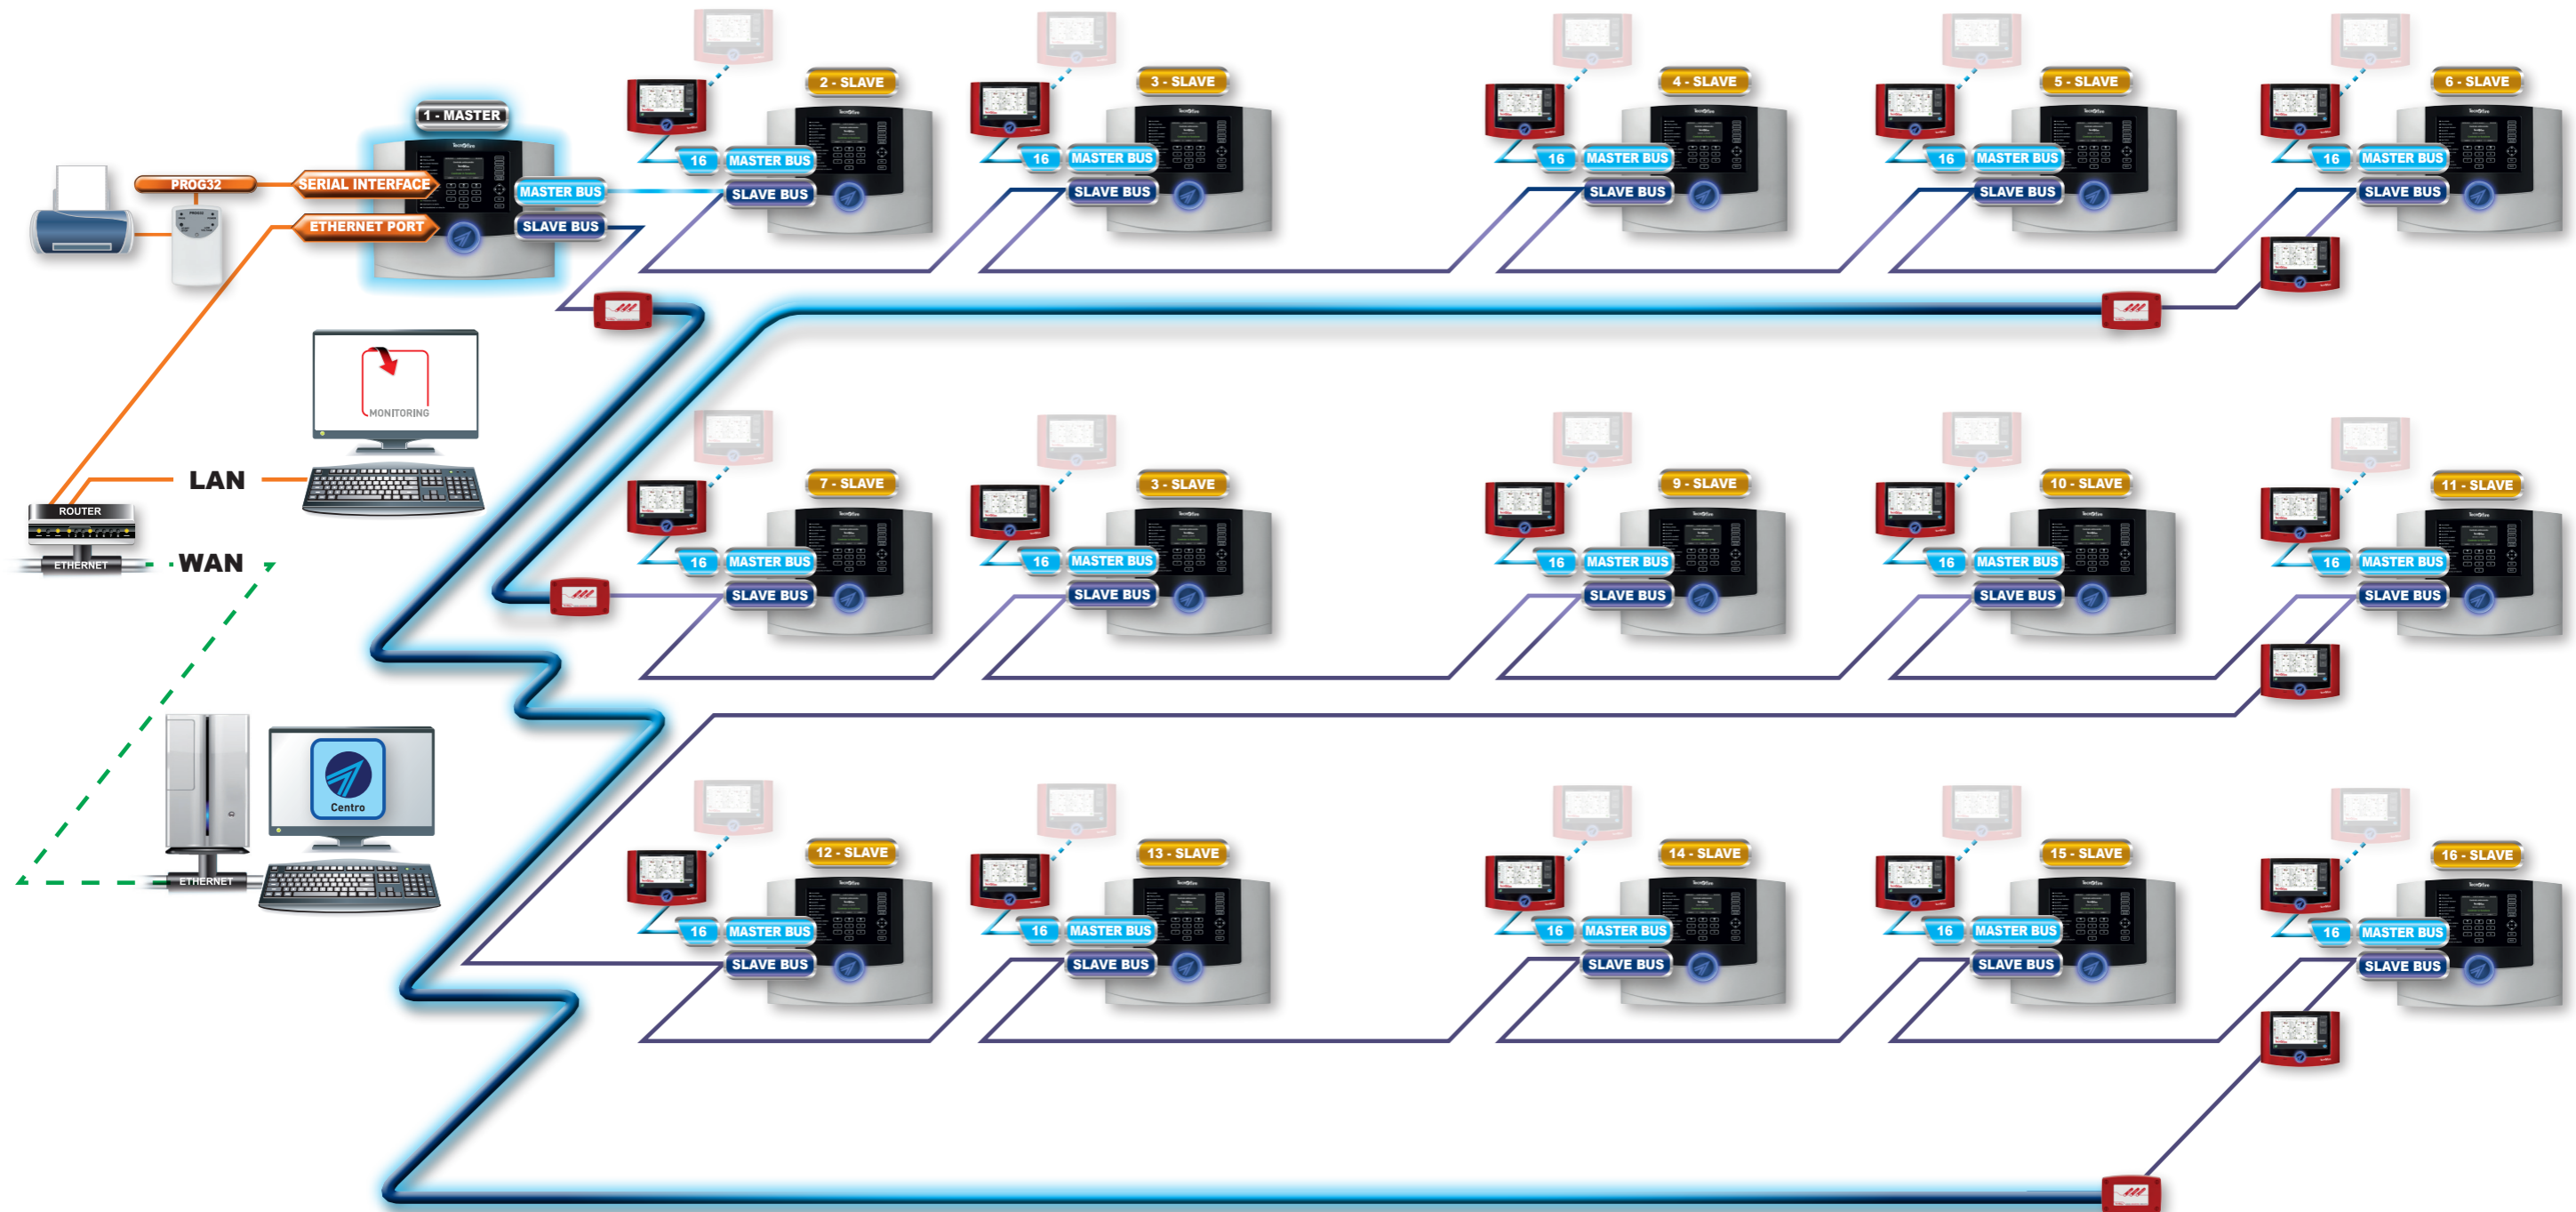 2 - SLAVE
3 - SLAVE
4 - SLAVE
5 - SLAVE
6 - SLAVE
1 - MASTER
16 MASTER BUS
16 MASTER BUS
16 MASTER BUS
16 MASTER BUS
16 MASTER BUS
PROG32
SERIAL INTERFACE
MASTER BUS
SLAVE BUS
SLAVE BUS
SLAVE BUS
SLAVE BUS
SLAVE BUS
ETHERNET PORT
SLAVE BUS
MONITORING
LAN
ROUTER
ETHERNET
WAN
7 - SLAVE
3 - SLAVE
9 - SLAVE
10 - SLAVE
11 - SLAVE
16 MASTER BUS
16 MASTER BUS
16 MASTER BUS
16 MASTER BUS
16 MASTER BUS
SLAVE BUS
SLAVE BUS
SLAVE BUS
SLAVE BUS
SLAVE BUS
Centro
ETHERNET
12 - SLAVE
13 - SLAVE
14 - SLAVE
15 - SLAVE
16 - SLAVE
16 MASTER BUS
16 MASTER BUS
16 MASTER BUS
16 MASTER BUS
16 MASTER BUS
SLAVE BUS
SLAVE BUS
SLAVE BUS
SLAVE BUS
SLAVE BUS